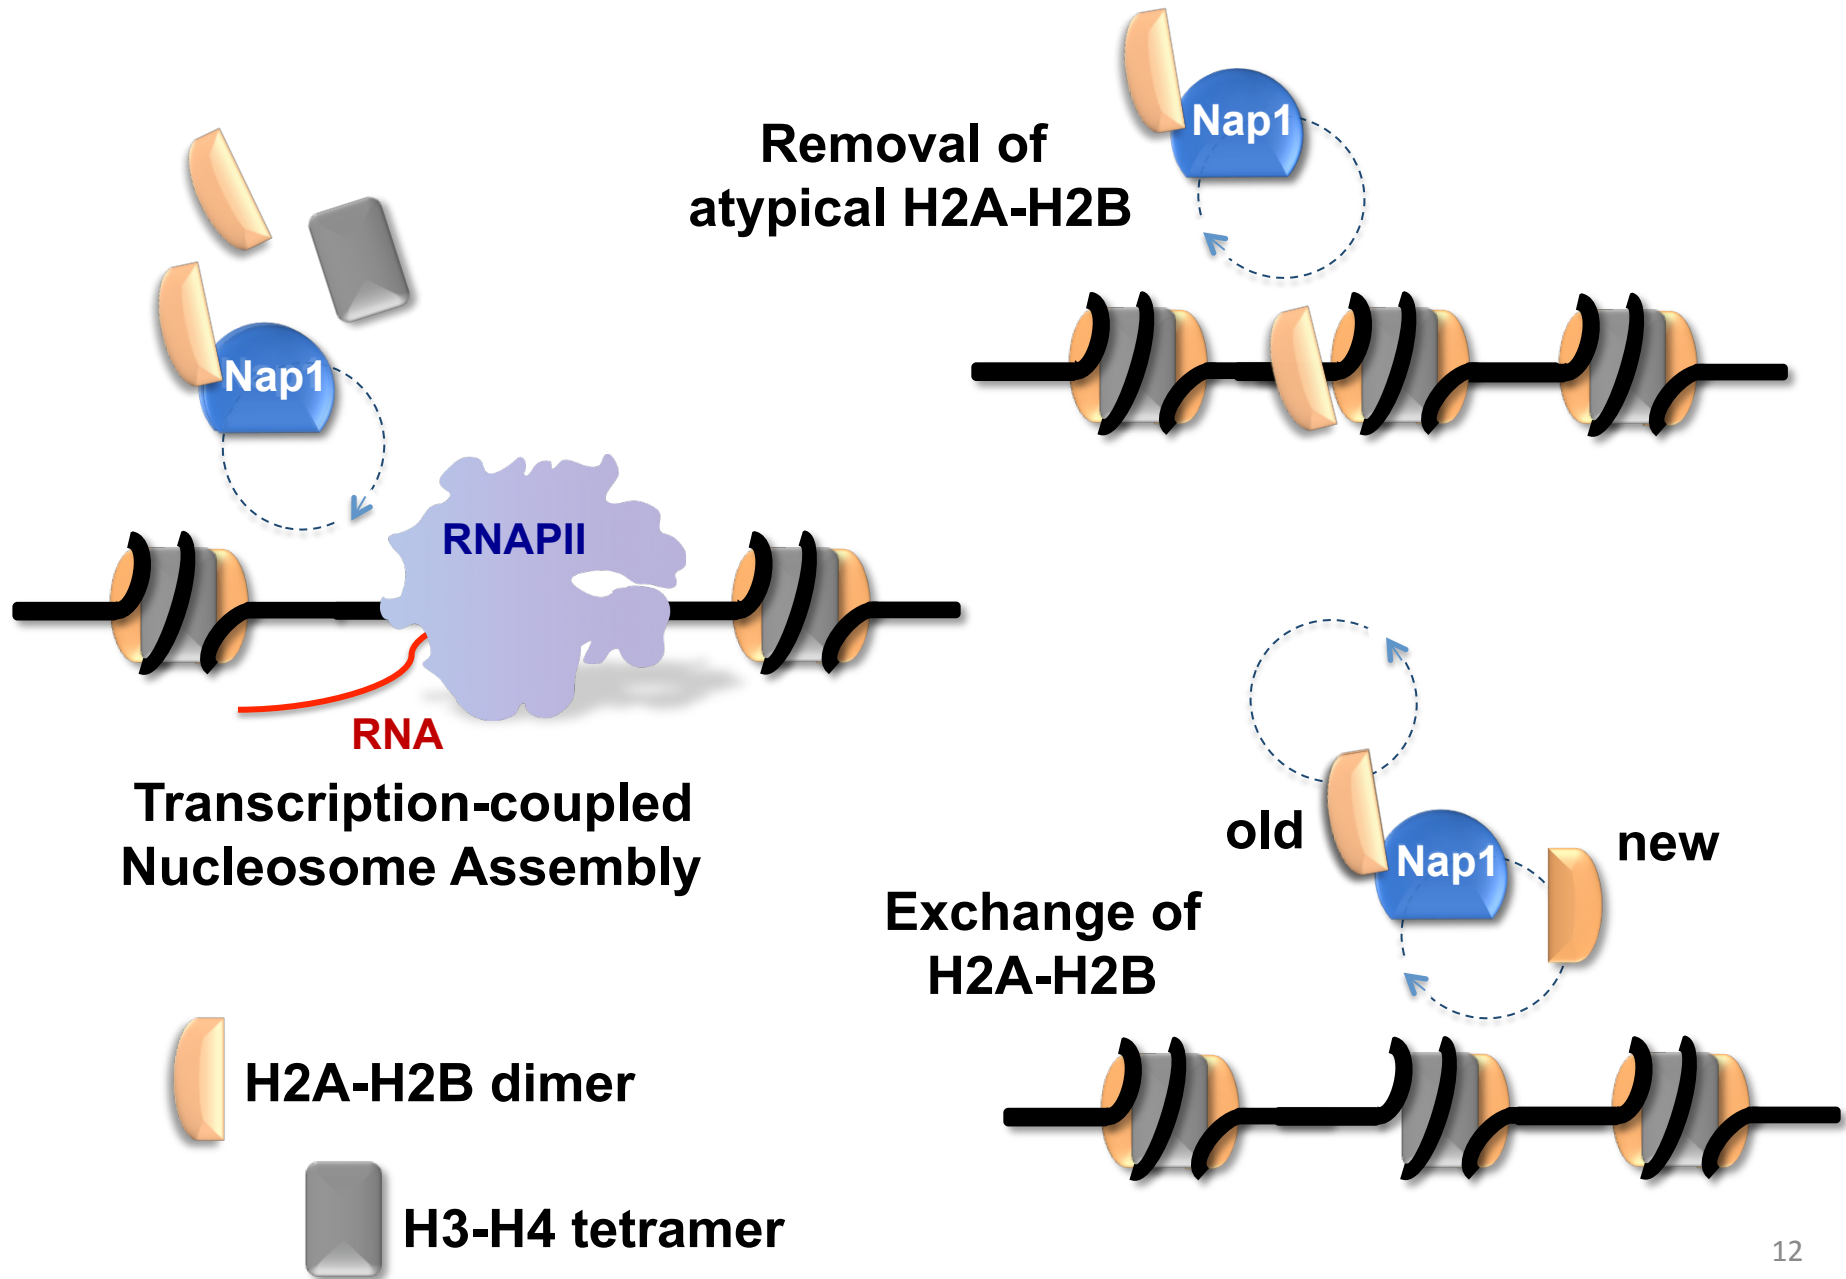 Removal of
atypical H2A-H2B
Nap1
Nap1
RNAPII
RNA
Transcription-coupled
Nucleosome Assembly
old
Nap1
new
Exchange of
H2A-H2B
H2A-H2B dimer
H3-H4 tetramer
12